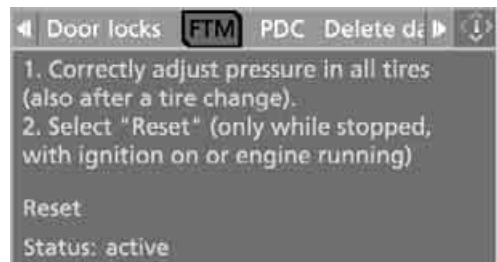 Door locks FTM PDC Delete da
1. Correctly adjust pressure in all tires
(also after a tire change).
2. Select "Reset" (only while stopped,
with ignition on or engine running)
Reset
Status: active